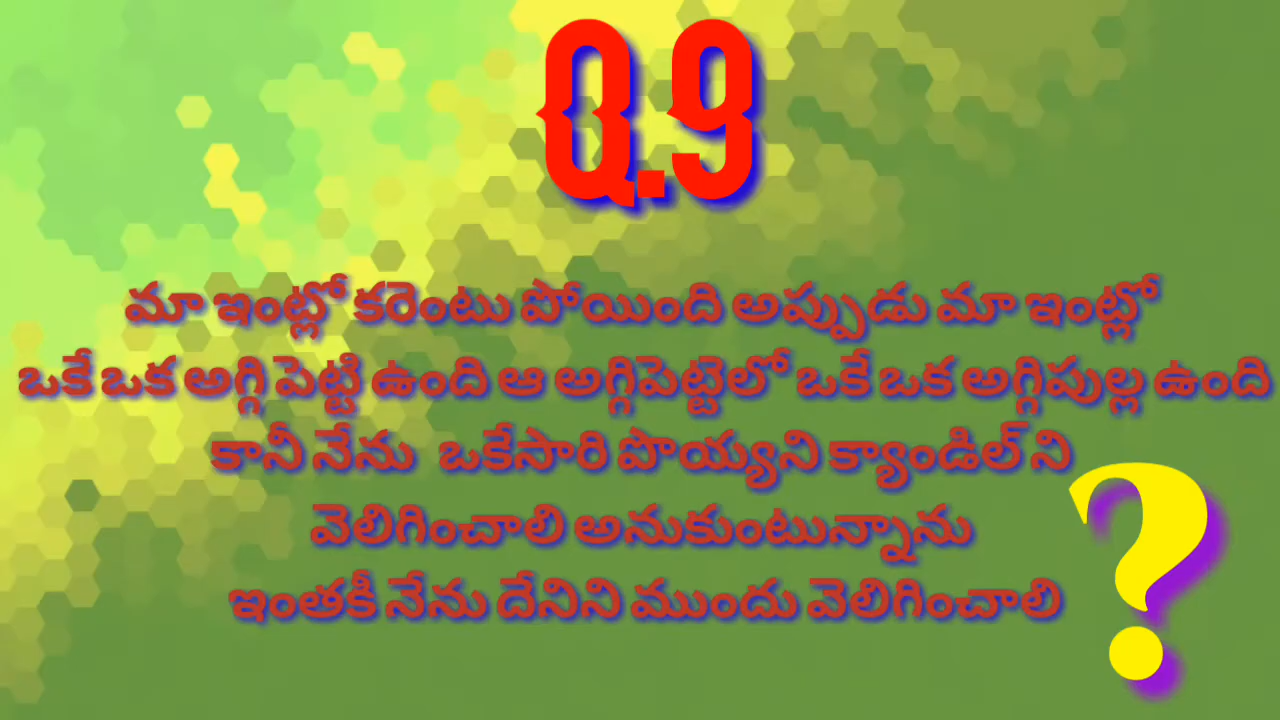 Q.9
మా ఇంట్లో కరెంటు పోయింది అప్పుడు మా ఇంట్లో
ఒకే ఒక అగ్గి పెట్టి ఉంది ఆ అగ్గిపెట్టెలో ఒకే ఒక అగ్గిపుల్ల ఉంది
కానీ నేను ఒకేసారి పొయ్యని క్యాండిల్ ని
వెలిగించాలి అనుకుంటున్నాను
ఇంతకీ నేను దేనిని ముందు వెలిగించాలి
?